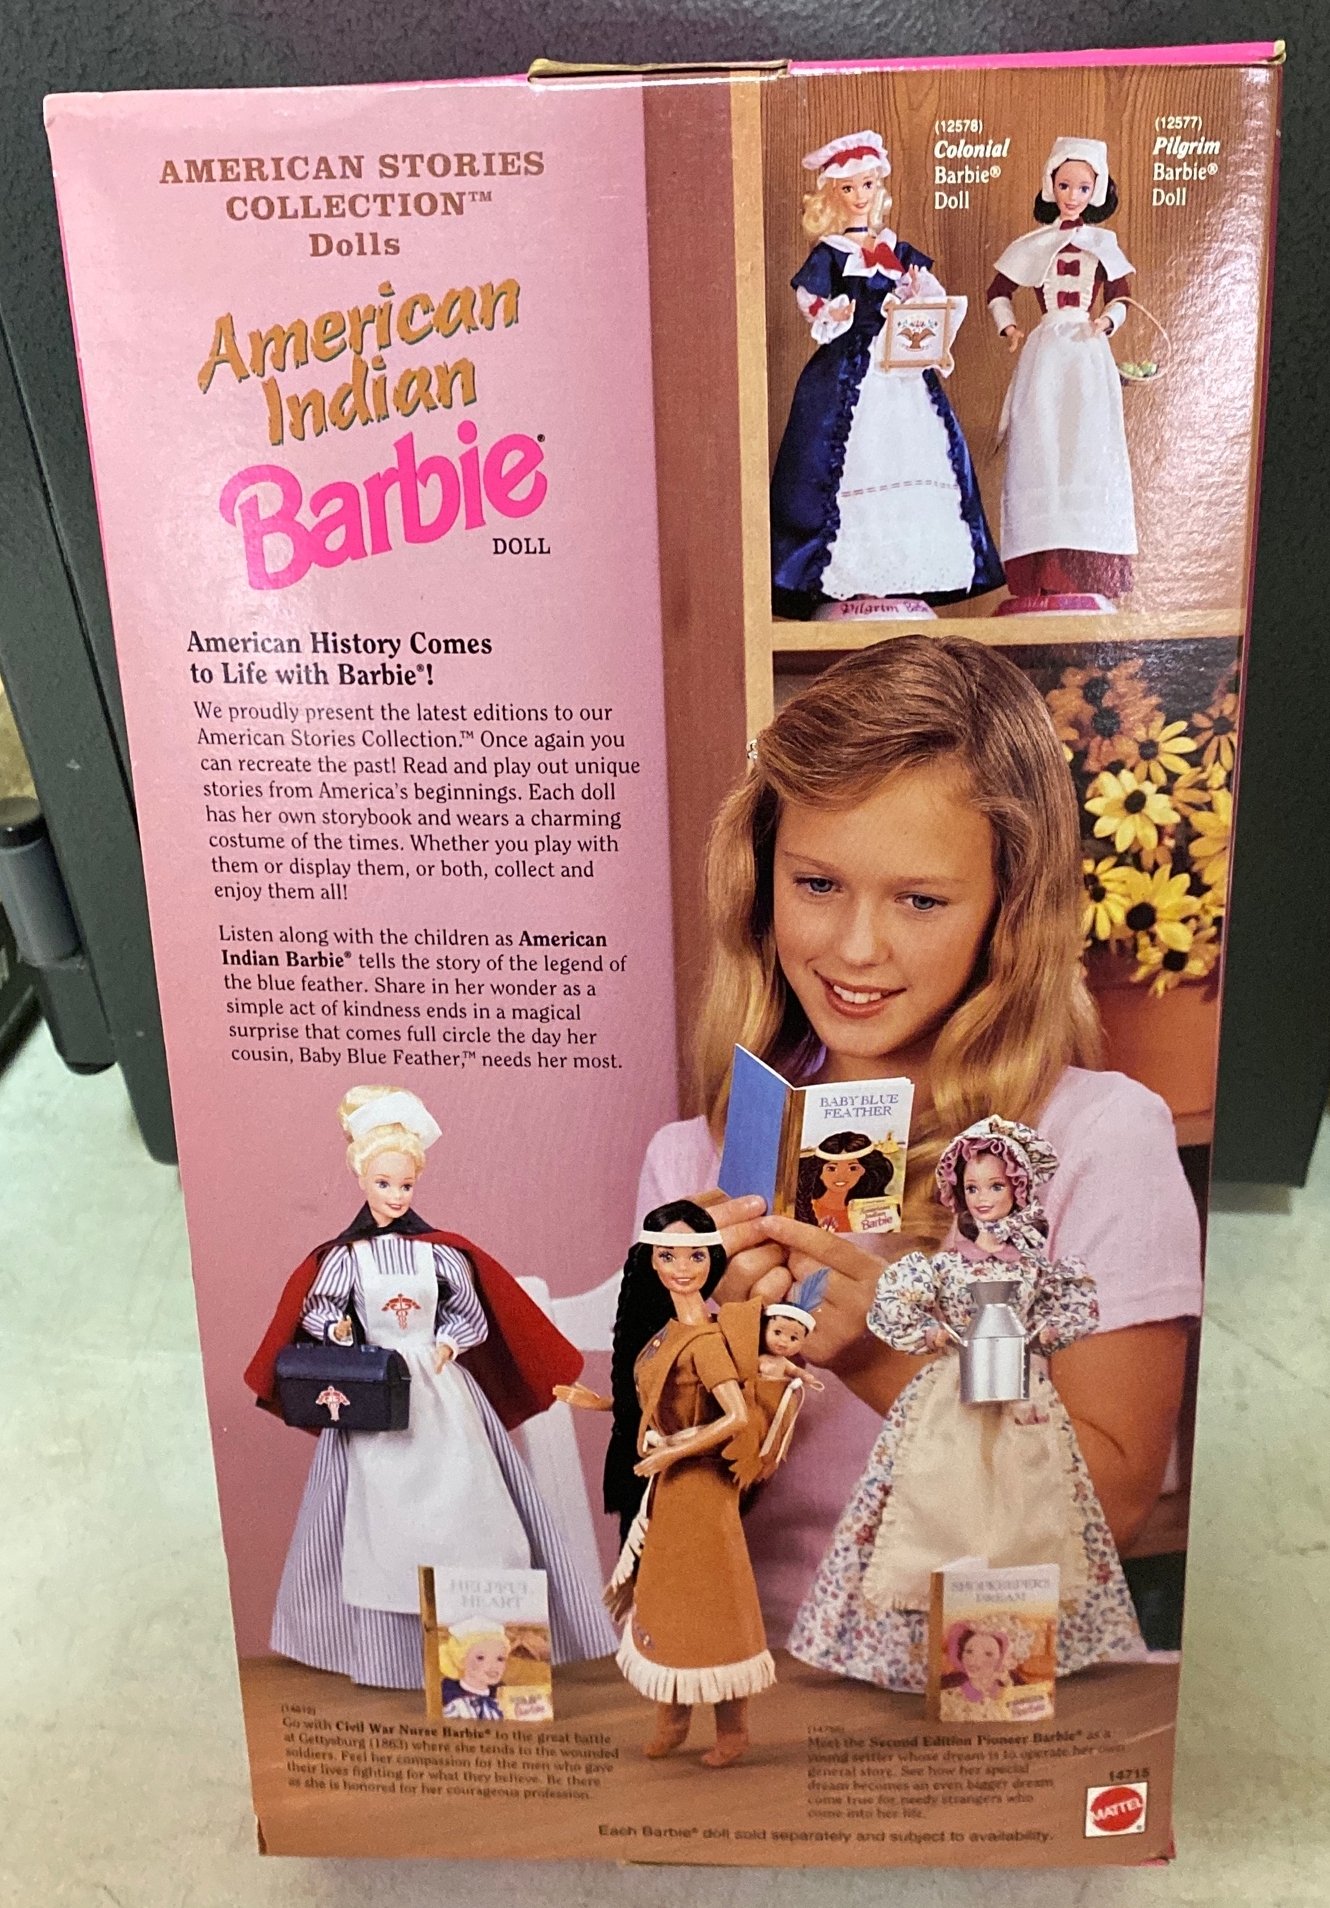 AMERICAN STORIES
COLLECTION™
Dolls
American
Indian
Barbie®
DOLL
American History Comes
to Life with Barbie®!
We proudly present the latest editions to our
American Stories Collection.™ Once again you
can recreate the past! Read and play out unique
stories from America's beginnings. Each doll
has her own storybook and wears a charming
costume of the times. Whether you play with
them or display them, or both, collect and
enjoy them all!
Listen along with the children as American
Indian Barbie® tells the story of the legend of
the blue feather. Share in her wonder as a
simple act of kindness ends in a magical
surprise that comes full circle the day her
cousin, Baby Blue Feather,™ needs her most.
(12578)
Colonial
Barbie®
Doll
(12577)
Pilgrim
Barbie®
Doll
Pilgrim
BABY BLUE
FEATHER
American
Indian
Barbie
HELPFUL
HEART
Barbie
SHOPKEEPER'S
DREAM
Barbie
Go with Civil War Nurse Barbie® to the great battle
at Gettysburg (1863) where she tends to the wounded
soldiers. Feel her compassion for the men who gave
their lives fighting for what they believe. Be there
as she is honored for her courageous profession.
Meet the Second Edition Pioneer Barbie® as a
young settler whose dream is to operate her own
general store. See how her special
dream becomes an even bigger dream
come true for needy strangers who
come into her life.
14715
MATTEL
Each Barbie® doll sold separately and subject to availability.